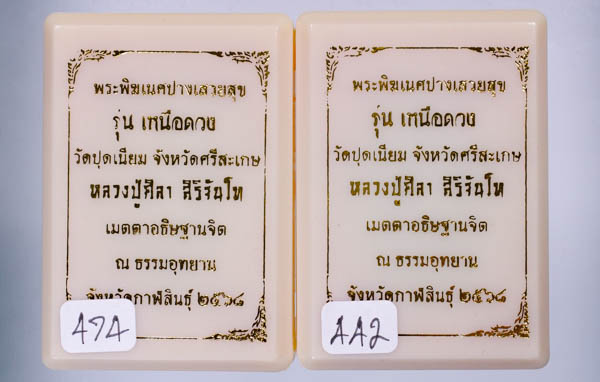 พระพิฆเนศปางเสวยสุข
รุ่น เหนือดวง
วัดปุดเนียม จังหวัดศรีสะเกษ
หลวงปู่ศิลา สิริจันโท
เมตตาอธิษฐานจิต
ณ ธรรมอุทยาน
จังหวัดกาฬสินธุ์ ๒๕๖๘
474
พระพิฆเนศปางเสวยสุข
รุ่น เหนือดวง
วัดปุดเนียม จังหวัดศรีสะเกษ
หลวงปู่ศิลา สิริจันโท
เมตตาอธิษฐานจิต
ณ ธรรมอุทยาน
จังหวัดกาฬสินธุ์ ๒๕๖๘
442